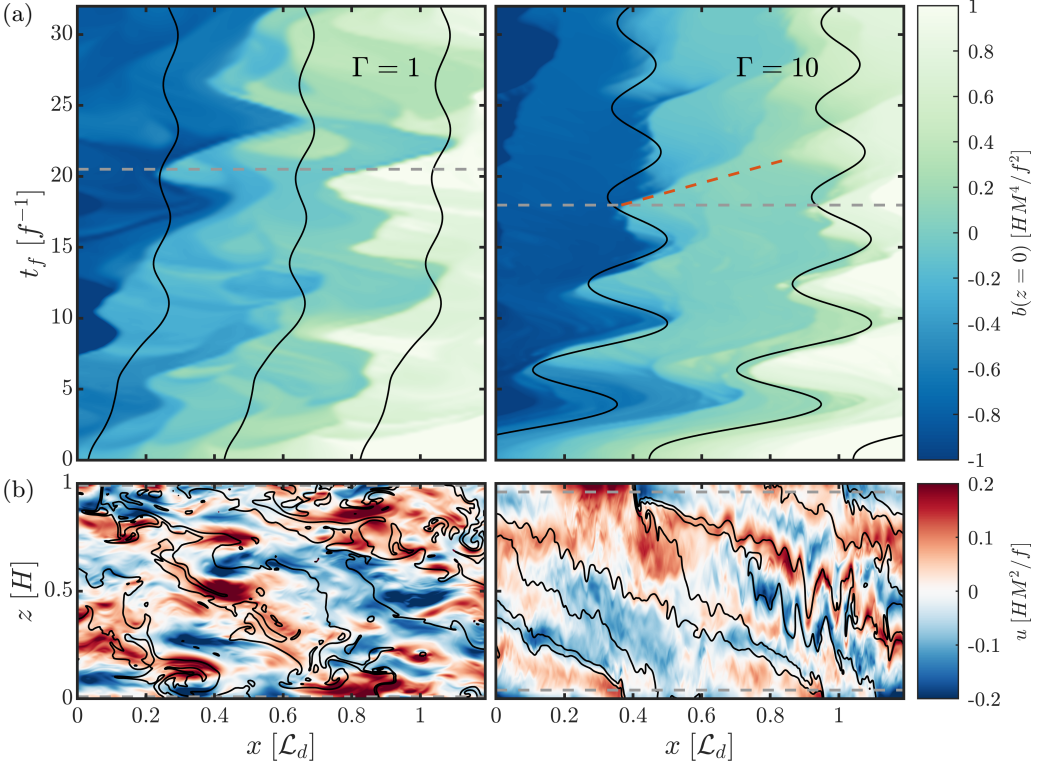 (a)
Γ = 1
Γ = 10
30
25
20
15
10
5
0
t_f [f^{-1}]
1
0.8
0.6
0.4
0.2
0
-0.2
-0.4
-0.6
-0.8
-1
b(z = 0) [HM^4/f^2]
(b)
1
0.5
0
z [H]
0 0.2 0.4 0.6 0.8 1
x [𝓛_d]
0 0.2 0.4 0.6 0.8 1
x [𝓛_d]
0.2
0.1
0
-0.1
-0.2
u [HM^2/f]